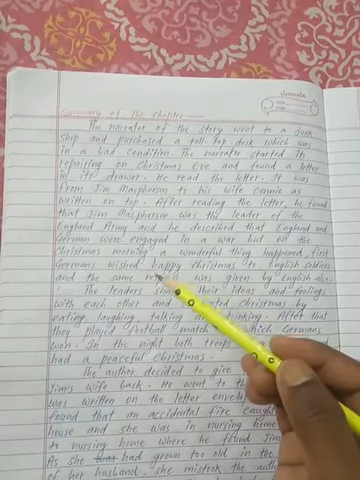 Summary of the chapter
The narrater of the story went to a junk
shop and purchased a roll top desk which was
in a bad condition. The narrater started its
repairing on Christmas Eve and found a letter
in its drawer. He read the letter. It was
from Jim Macpherson to his wife Connie as
written on top. After reading the letter, he found
that Jim Macpherson was the leader of the
England Army and he described that England and
German were engaged in a war but on the
Christmas morning a wonderful thing happened, first
Germans wished happy christmas to English soldiers
and the same was given by English also.
The leaders their ideas and feelings
with each other and christmas by
eating, laughing, talking drinking. After that
they played football match which Germans
won. In the night both troops
had a peaceful Christmas.
The author decided to give
Jim's wife back. He went to the
was written on the letter
found that an accidental fire caught
house and she was in nursing home
to nursing home where he found Jim
As she had grown too old in the
of her husband, she mistook the